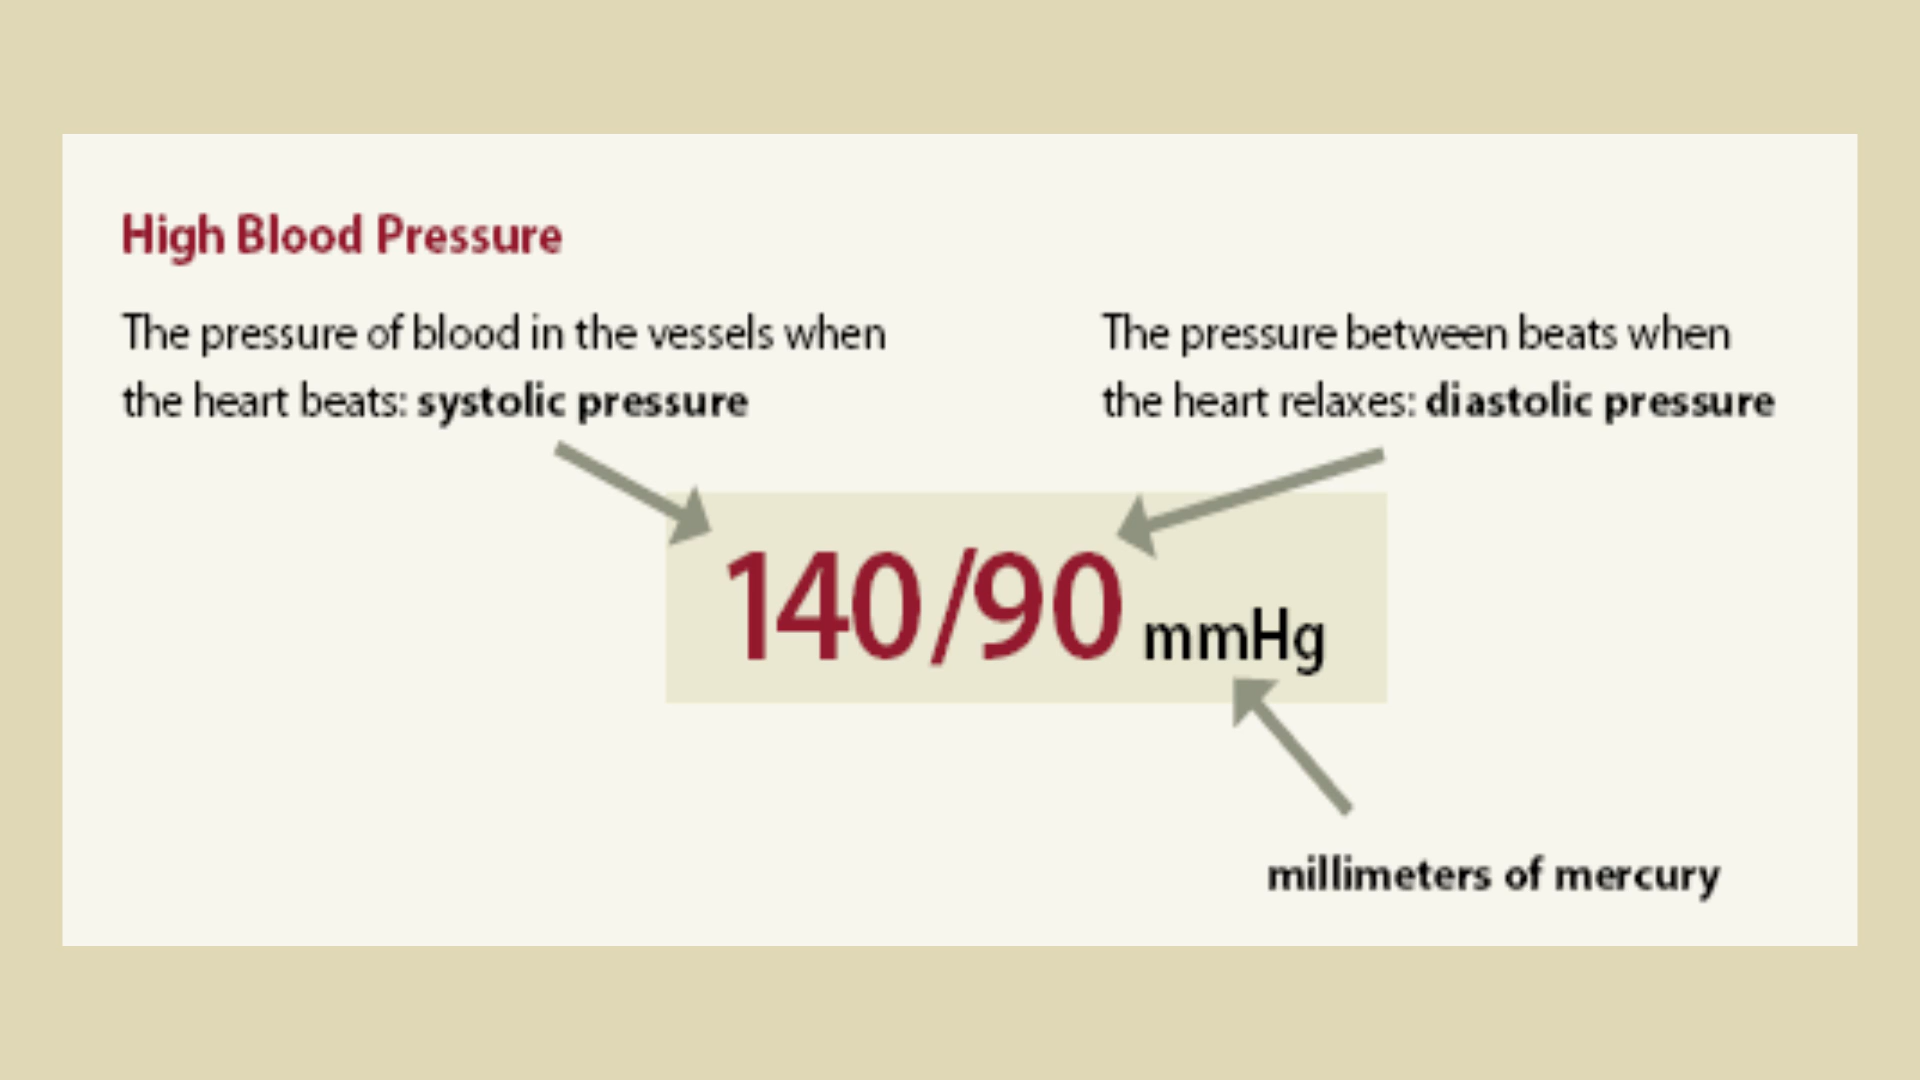 High Blood Pressure
The pressure of blood in the vessels when
the heart beats: systolic pressure
The pressure between beats when
the heart relaxes: diastolic pressure
140/90 mmHg
millimeters of mercury